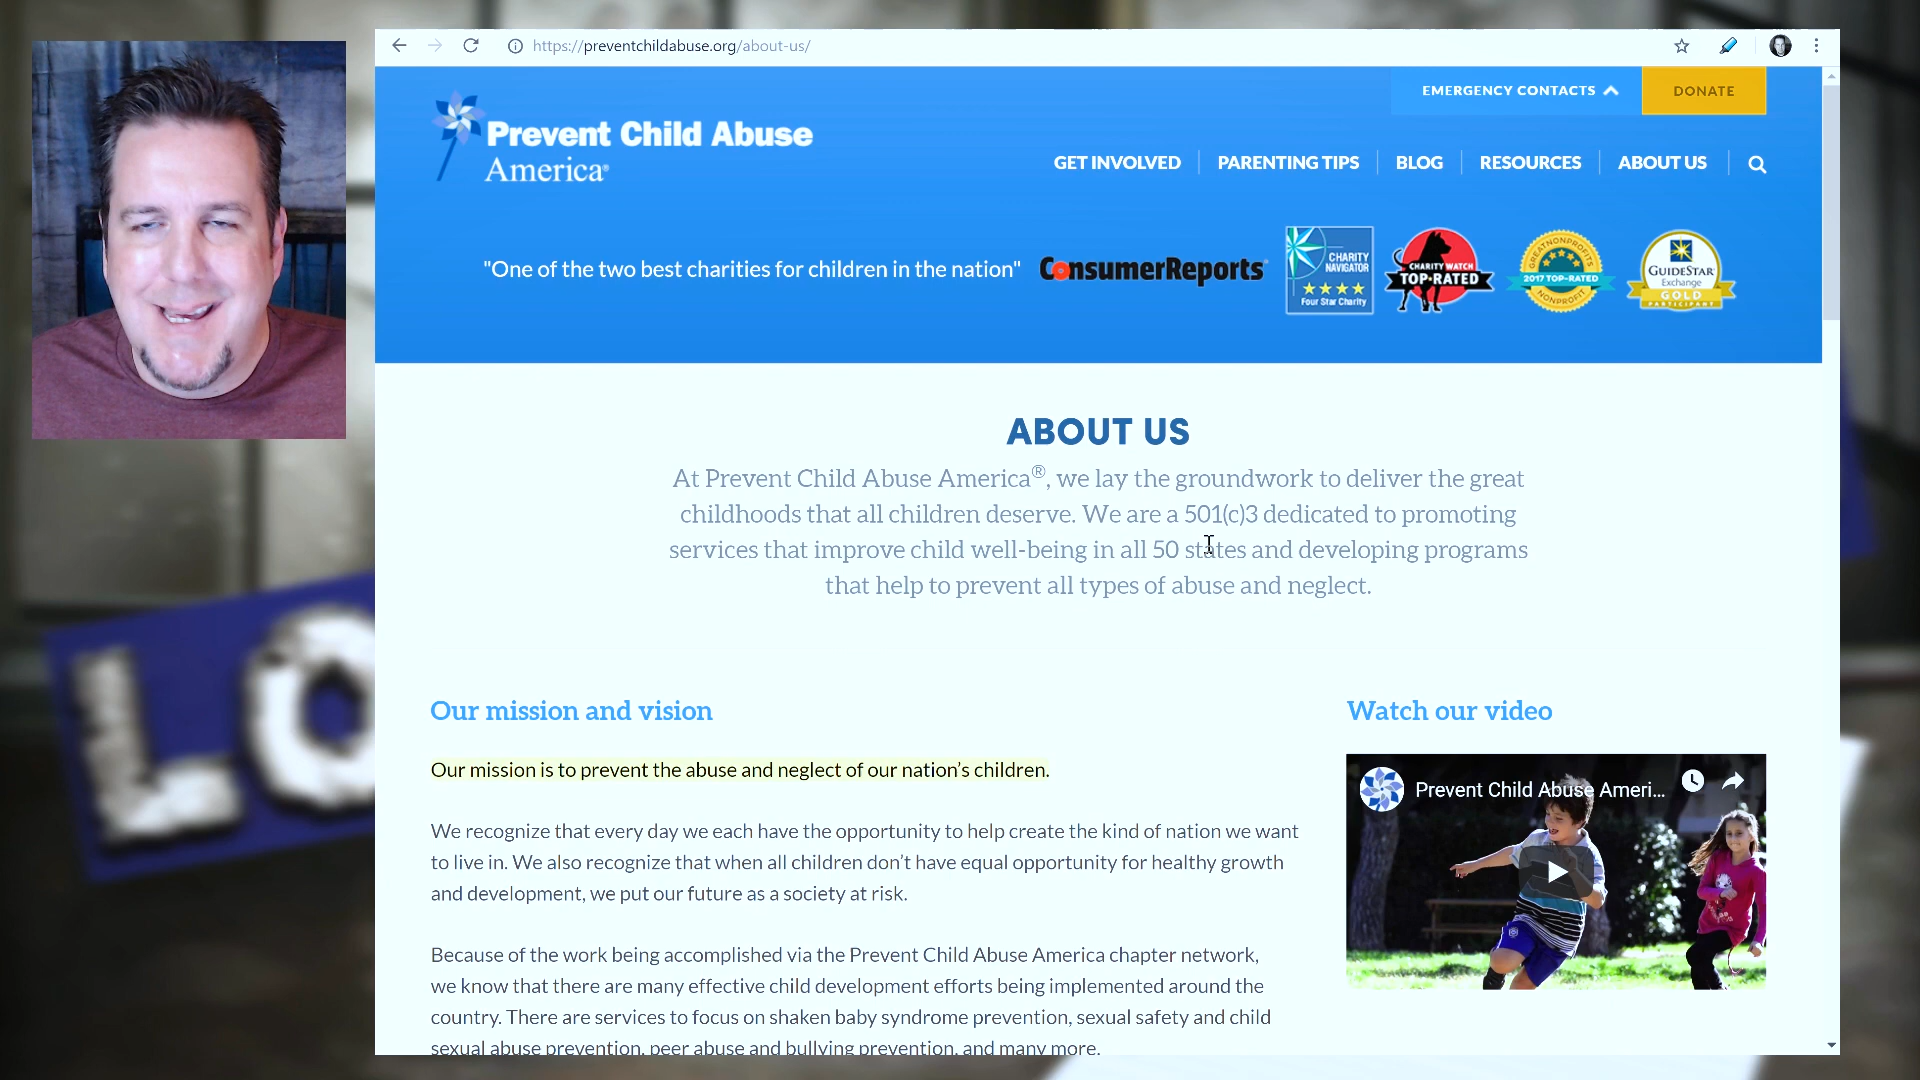 https://preventchildabuse.org/about-us/
EMERGENCY CONTACTS
DONATE
Prevent Child Abuse
America®
GET INVOLVED
PARENTING TIPS
BLOG
RESOURCES
ABOUT US
"One of the two best charities for children in the nation"
ConsumerReports
CHARITY
NAVIGATOR
Four Star Charity
CHARITY WATCH
TOP-RATED
GREATNONPROFITS
2017 TOP-RATED
NONPROFIT
GUIDESTAR
Exchange
GOLD
PARTICIPANT
ABOUT US
At Prevent Child Abuse America®, we lay the groundwork to deliver the great
childhoods that all children deserve. We are a 501(c)3 dedicated to promoting
services that improve child well-being in all 50 states and developing programs
that help to prevent all types of abuse and neglect.
Our mission and vision
Our mission is to prevent the abuse and neglect of our nation’s children.
We recognize that every day we each have the opportunity to help create the kind of nation we want
to live in. We also recognize that when all children don’t have equal opportunity for healthy growth
and development, we put our future as a society at risk.
Because of the work being accomplished via the Prevent Child Abuse America chapter network,
we know that there are many effective child development efforts being implemented around the
country. There are services to focus on shaken baby syndrome prevention, sexual safety and child
sexual abuse prevention, peer abuse and bullying prevention, and many more.
Watch our video
Prevent Child Abuse Ameri...
LO